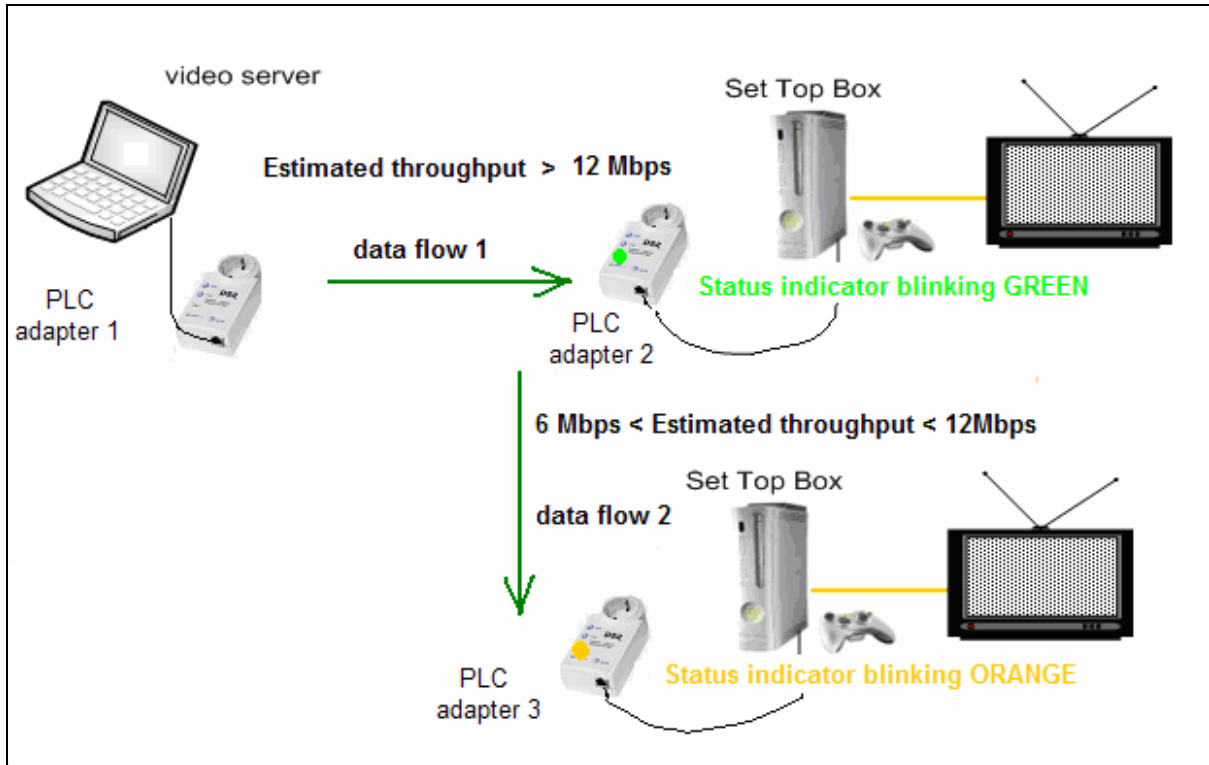 video server
Set Top Box
Estimated throughput > 12 Mbps
data flow 1
PLC
adapter 1
Status indicator blinking GREEN
PLC
adapter 2
6 Mbps < Estimated throughput < 12Mbps
Set Top Box
data flow 2
PLC
adapter 3
Status indicator blinking ORANGE